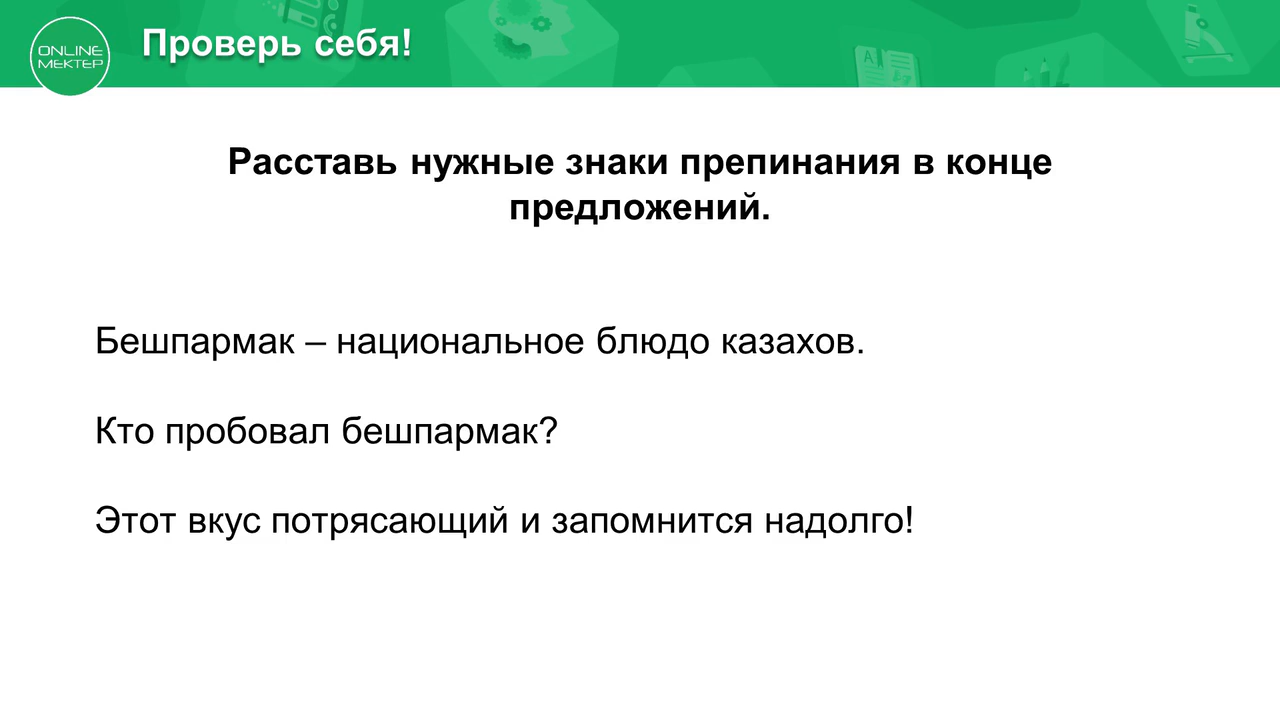 ONLINE
МЕКТЕР
Проверь себя!
Расставь нужные знаки препинания в конце
предложений.
Бешпармак – национальное блюдо казахов.
Кто пробовал бешпармак?
Этот вкус потрясающий и запомнится надолго!